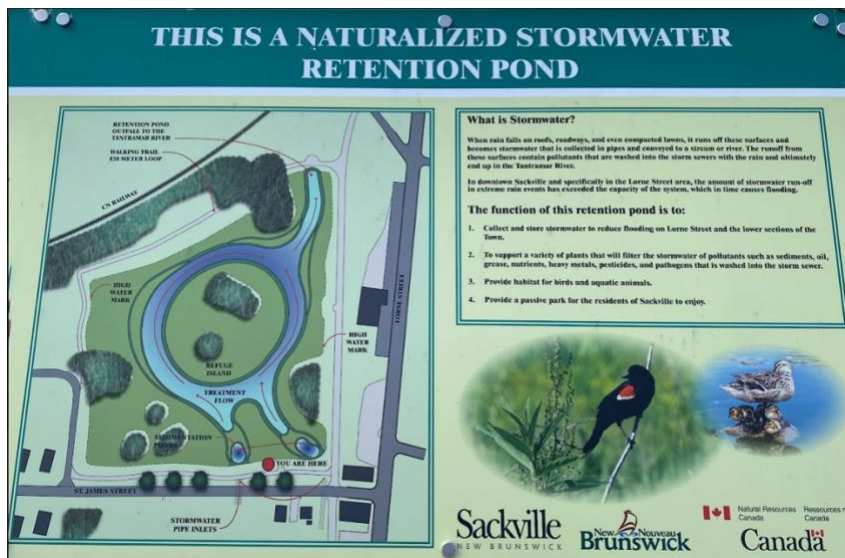 THIS IS A NATURALIZED STORMWATER
RETENTION POND
RETENTION POND
OUTFALL TO THE
TANTRAMAR RIVER
WALKING TRAIL
520 METER LOOP
CN RAILWAY
HIGH
WATER
MARK
LORNE STREET
HIGH
WATER
MARK
REFUGE
ISLAND
TREATMENT
FLOW
SEDIMENTATION
PONDS
YOU ARE HERE
ST. JAMES STREET
STORMWATER
PIPE INLETS
What is Stormwater?
When rain falls on roofs, roadways, and even compacted lawns, it runs off these surfaces and
becomes stormwater that is collected in pipes and conveyed to a stream or river. The runoff from
these surfaces contain pollutants that are washed into the storm sewers with the rain and ultimately
end up in the Tantramar River.
In downtown Sackville and specifically in the Lorne Street area, the amount of stormwater run-off
in extreme rain events has exceeded the capacity of the system, which in time causes flooding.
The function of this retention pond is to:
1. Collect and store stormwater to reduce flooding on Lorne Street and the lower sections of the
Town.
2. To support a variety of plants that will filter the stormwater of pollutants such as sediments, oil,
grease, nutrients, heavy metals, pesticides, and pathogens that is washed into the storm sewer.
3. Provide habitat for birds and aquatic animals.
4. Provide a passive park for the residents of Sackville to enjoy.
Sackville
NEW BRUNSWICK
New Nouveau
Brunswick
Natural Resources
Canada
Ressources n
Canada
Canada